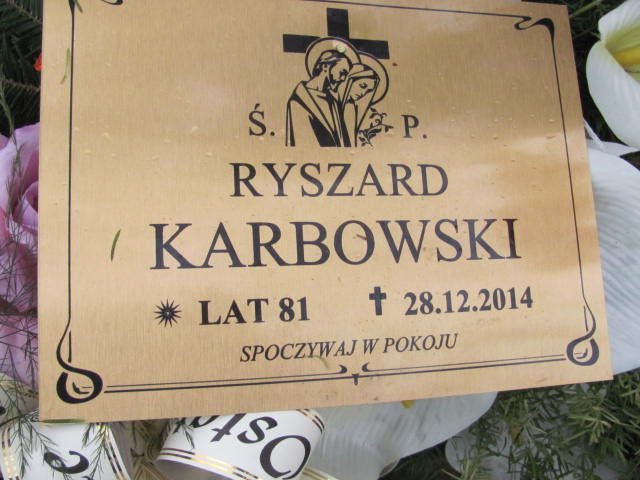 Ś. P.
RYSZARD
KARBOWSKI
LAT 81 28.12.2014
SPOCZYWAJ W POKOJU